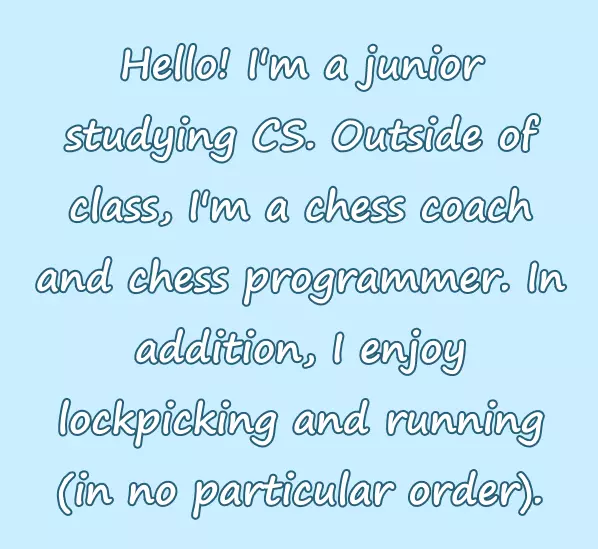 Hello! I'm a junior
studying CS. Outside of
class, I'm a chess coach
and chess programmer. In
addition, I enjoy
lockpicking and running
(in no particular order).